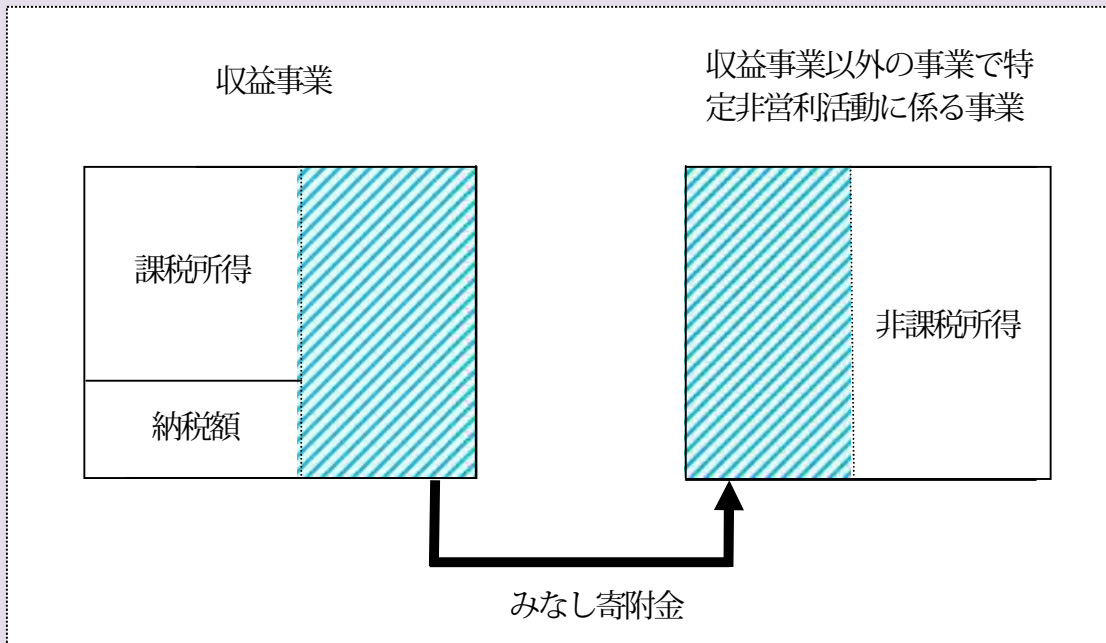 収益事業
収益事業以外の事業で特
定非営利活動に係る事業
課税所得
納税額
非課税所得
みなし寄附金